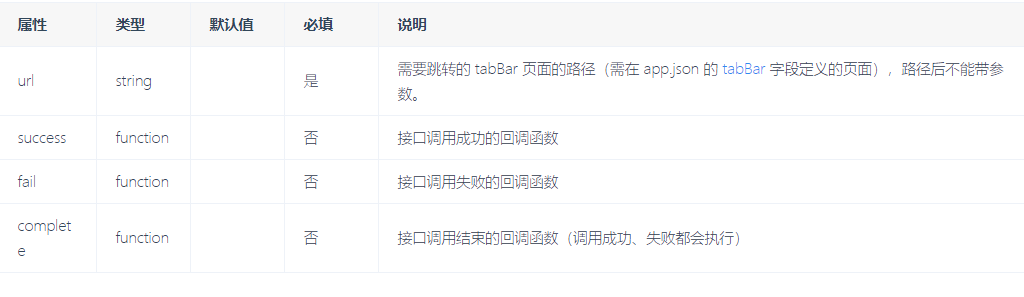 属性 类型 默认值 必填 说明
url string 是 需要跳转的 tabBar 页面的路径（需在 app.json 的 tabBar 字段定义的页面），路径后不能带参
数。
success function 否 接口调用成功的回调函数
fail function 否 接口调用失败的回调函数
complet
e function 否 接口调用结束的回调函数（调用成功、失败都会执行）